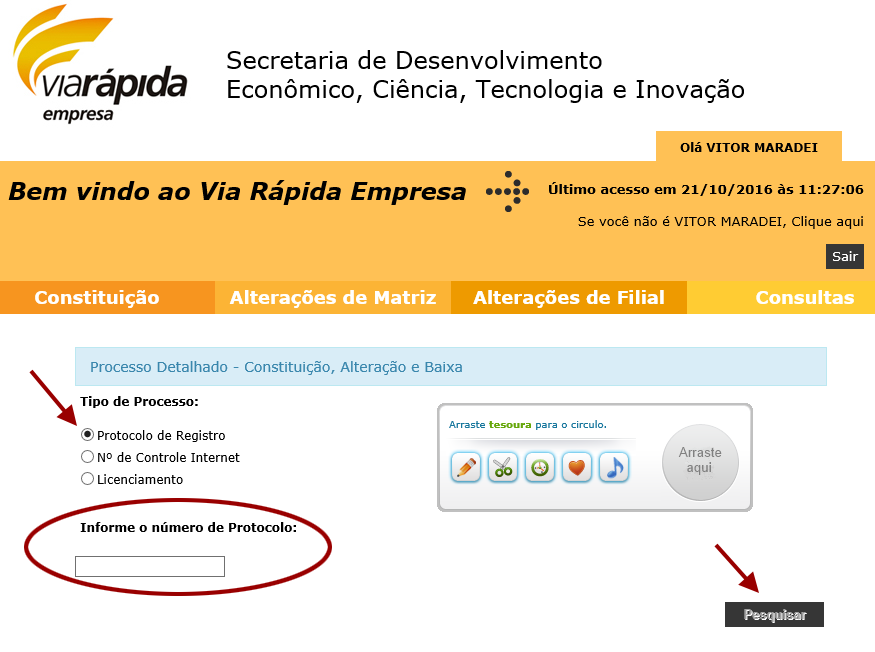 viarápida
empresa
Secretaria de Desenvolvimento
Econômico, Ciência, Tecnologia e Inovação
Olá VITOR MARADEI
Bem vindo ao Via Rápida Empresa
Último acesso em 21/10/2016 às 11:27:06
Se você não é VITOR MARADEI, Clique aqui
Sair
Constituição Alterações de Matriz Alterações de Filial Consultas
Processo Detalhado - Constituição, Alteração e Baixa
Tipo de Processo:
Protocolo de Registro
Nº de Controle Internet
Licenciamento
Arraste tesoura para o circulo.
Arraste
aqui
Informe o número de Protocolo:
Pesquisar